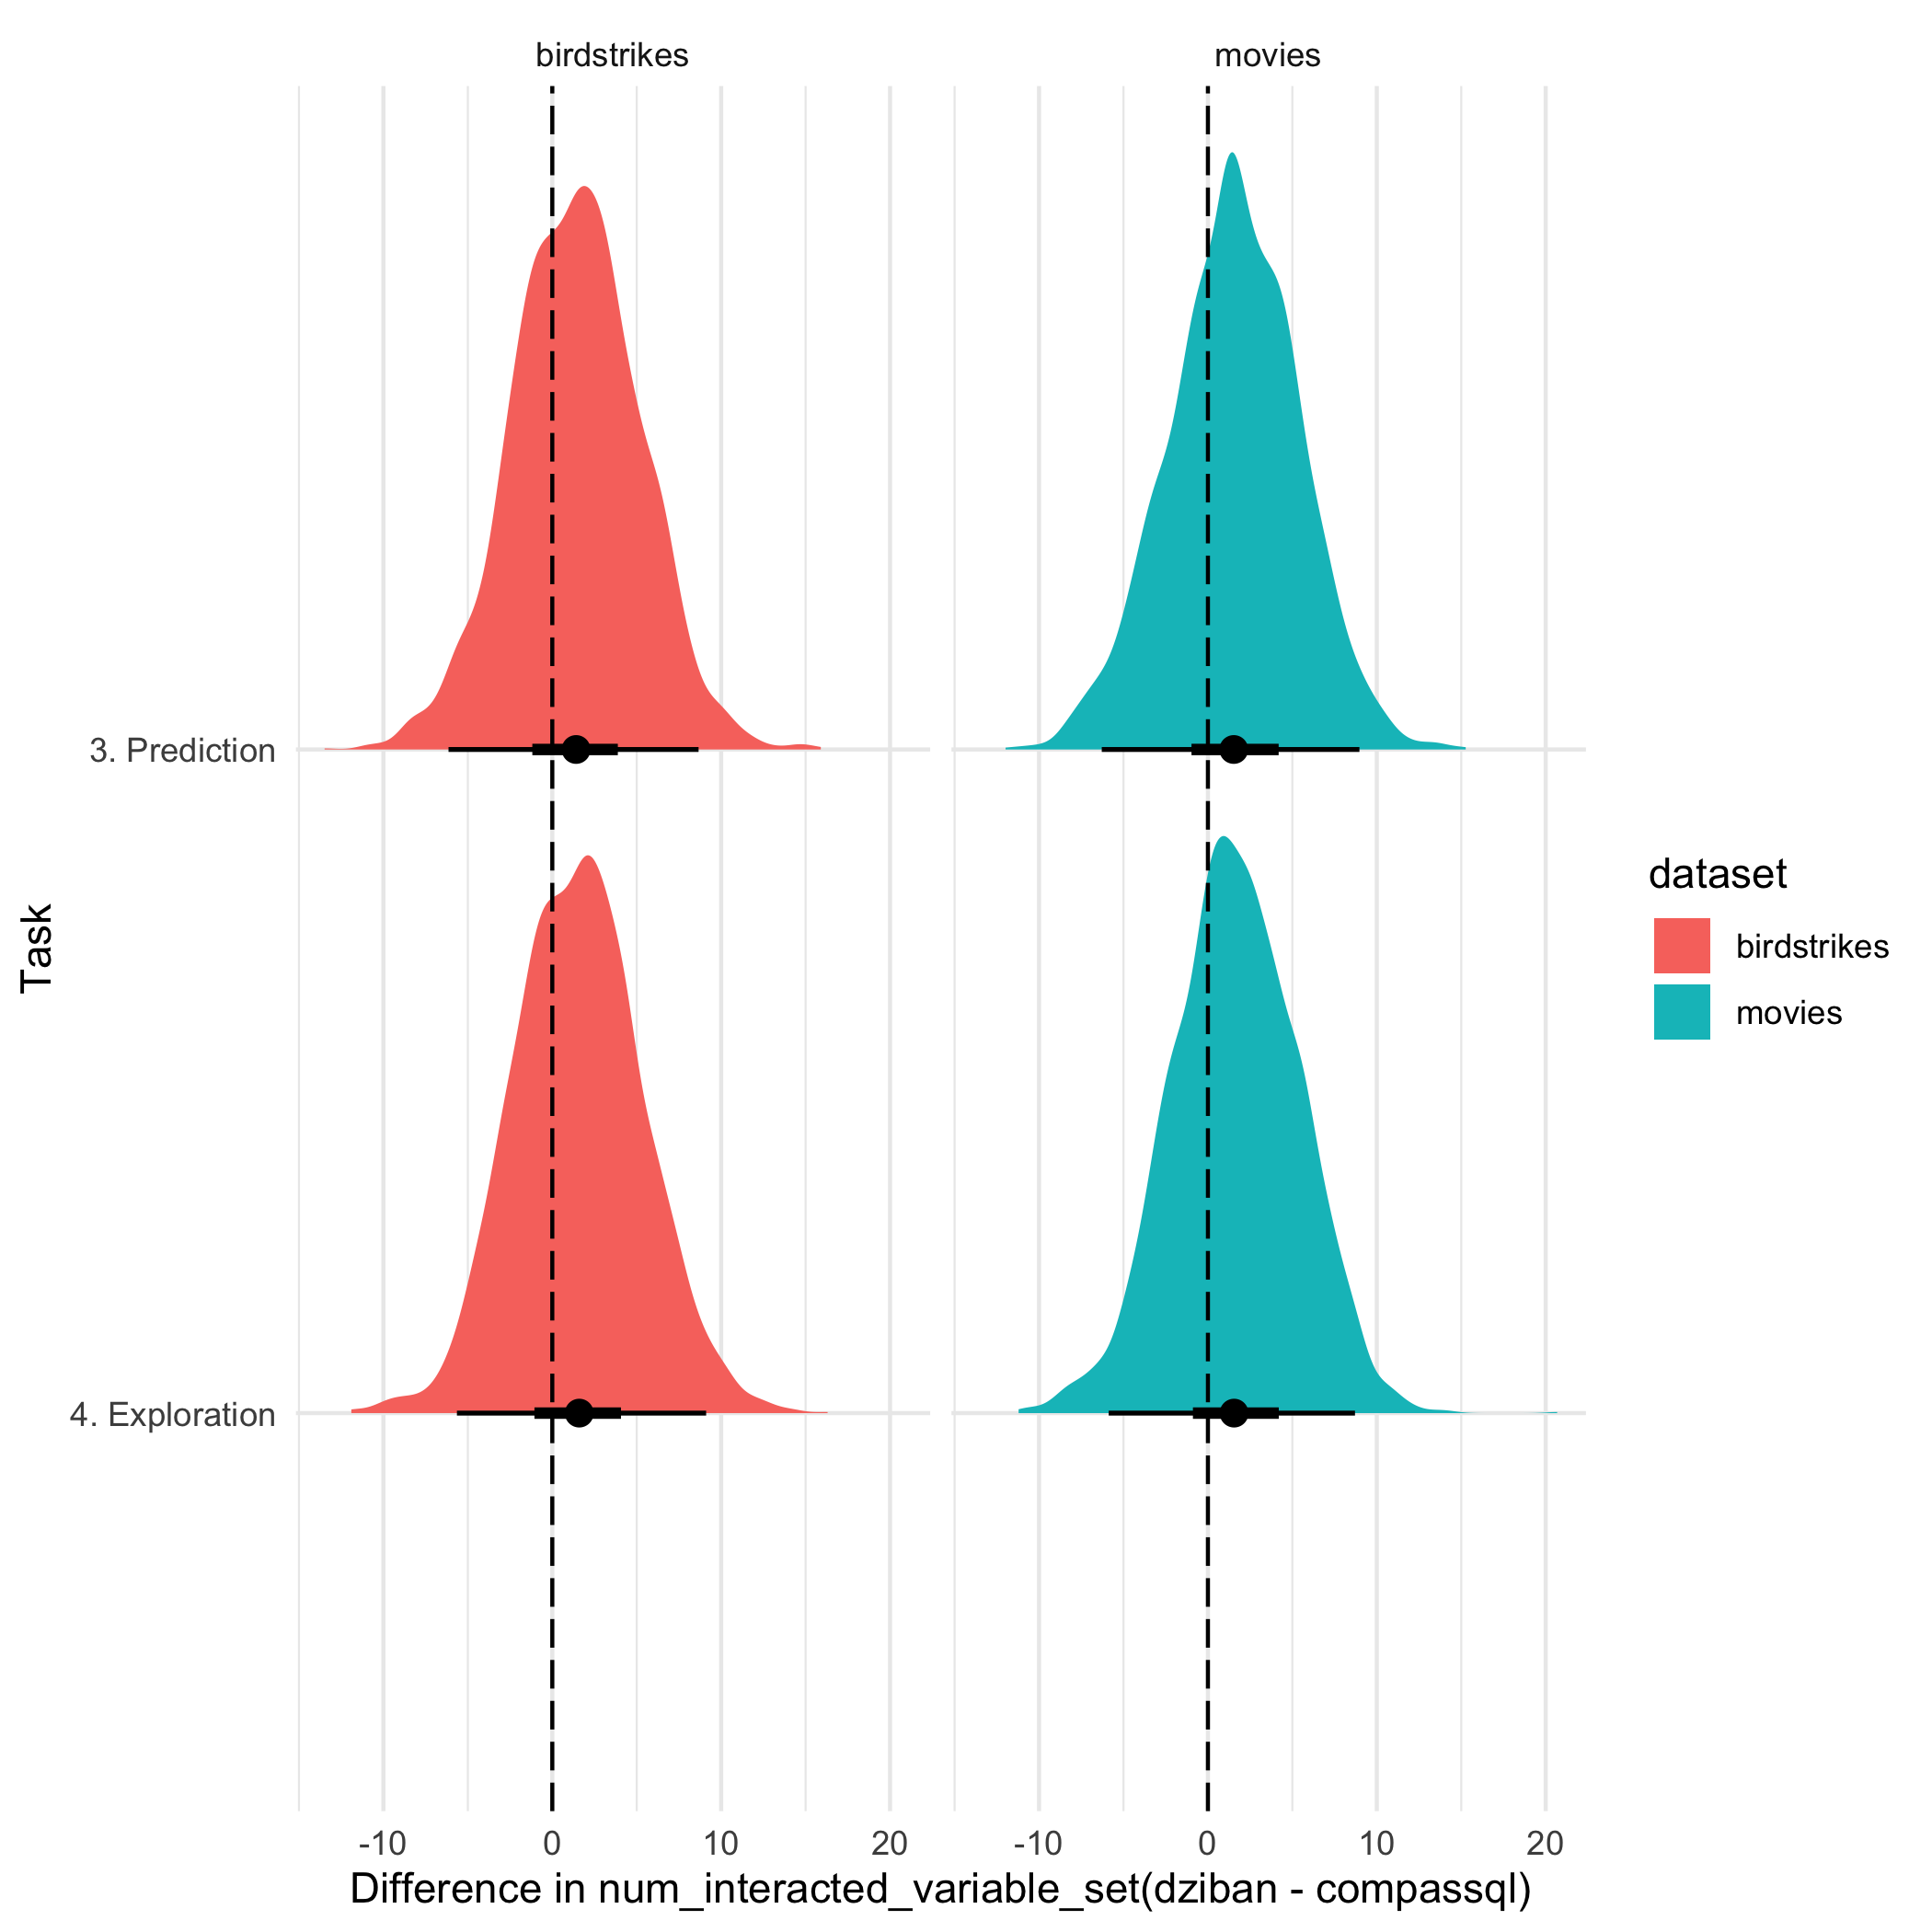 birdstrikes
movies
3. Prediction
4. Exploration
Task
-10
0
10
20
-10
0
10
20
Difference in num_interacted_variable_set(dziban - compassql)
dataset
birdstrikes
movies